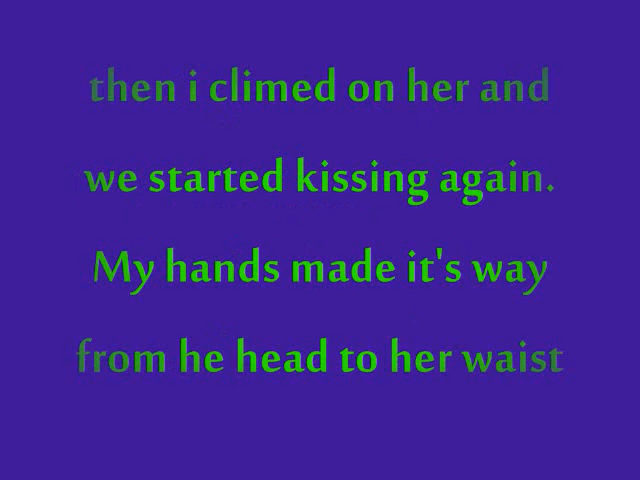 then i climed on her and
we started kissing again.
My hands made it's way
from he head to her waist